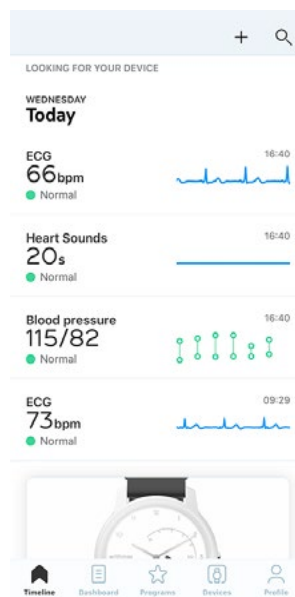 LOOKING FOR YOUR DEVICE
WEDNESDAY
Today
ECG 16:40
66bpm
Normal
Heart Sounds 16:40
20s
Normal
Blood pressure 16:40
115/82
Normal
ECG 09:29
73bpm
Normal
Timeline Dashboard Programs Devices Profile